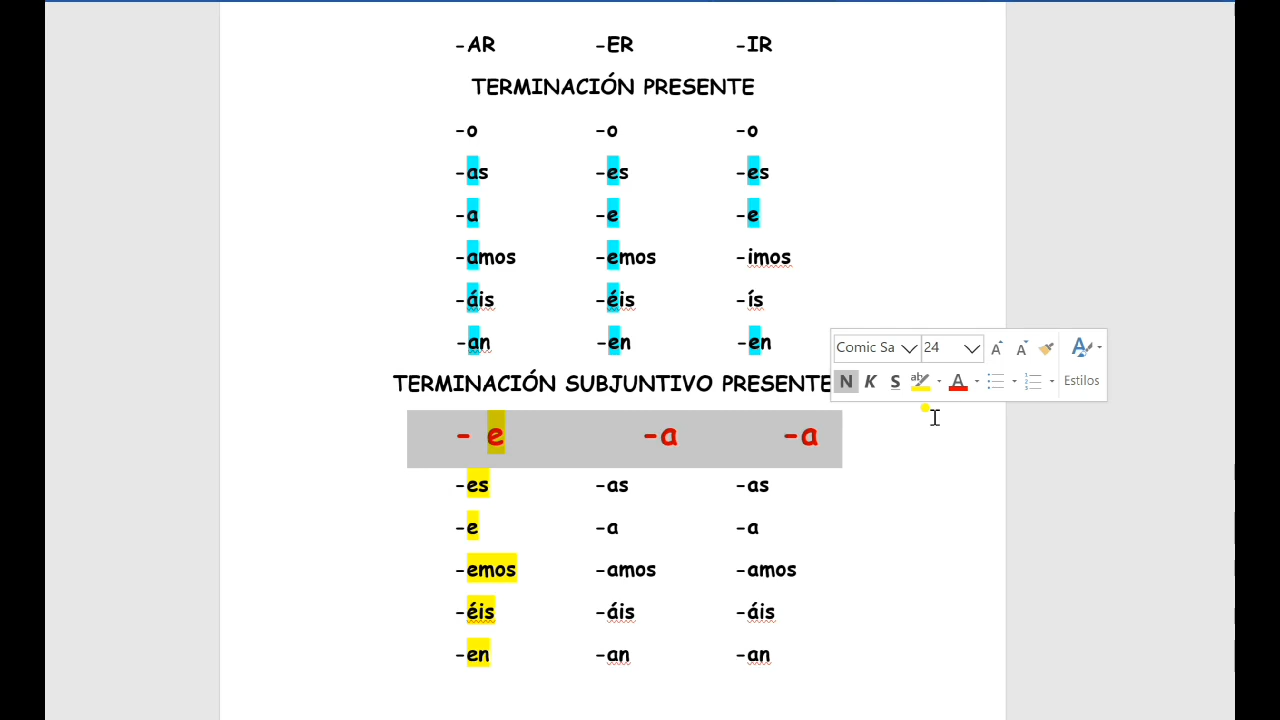 -AR -ER -IR
TERMINACIÓN PRESENTE
-o -o -o
-as -es -es
-a -e -e
-amos -emos -imos
-áis -éis -ís
-an -en -en
Comic Sa 24 A A A
N K S ab A Estilos
TERMINACIÓN SUBJUNTIVO PRESENTE
- e -a -a
-es -as -as
-e -a -a
-emos -amos -amos
-éis -áis -áis
-en -an -an